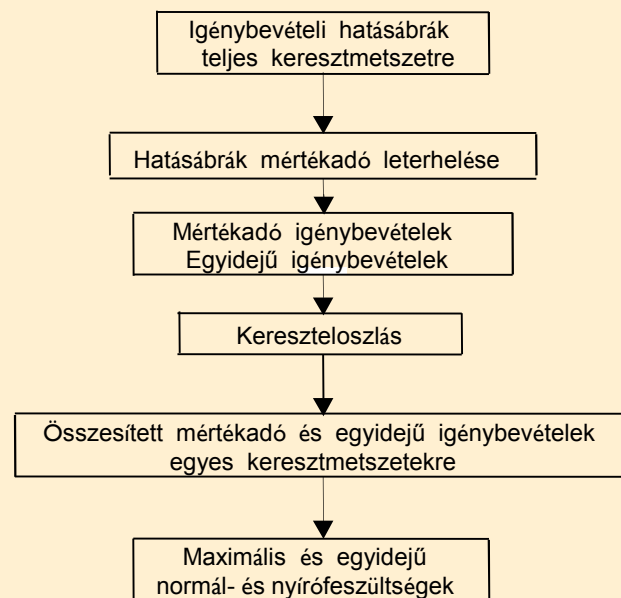 Igénybevételi hatásábrák
teljes keresztmetszetre
Hatásábrák mértékadó leterhelése
Mértékadó igénybevételek
Egyidejű igénybevételek
Kereszteloszlás
Összesített mértékadó és egyidejű igénybevételek
egyes keresztmetszetekre
Maximális és egyidejű
normál- és nyírófeszültségek